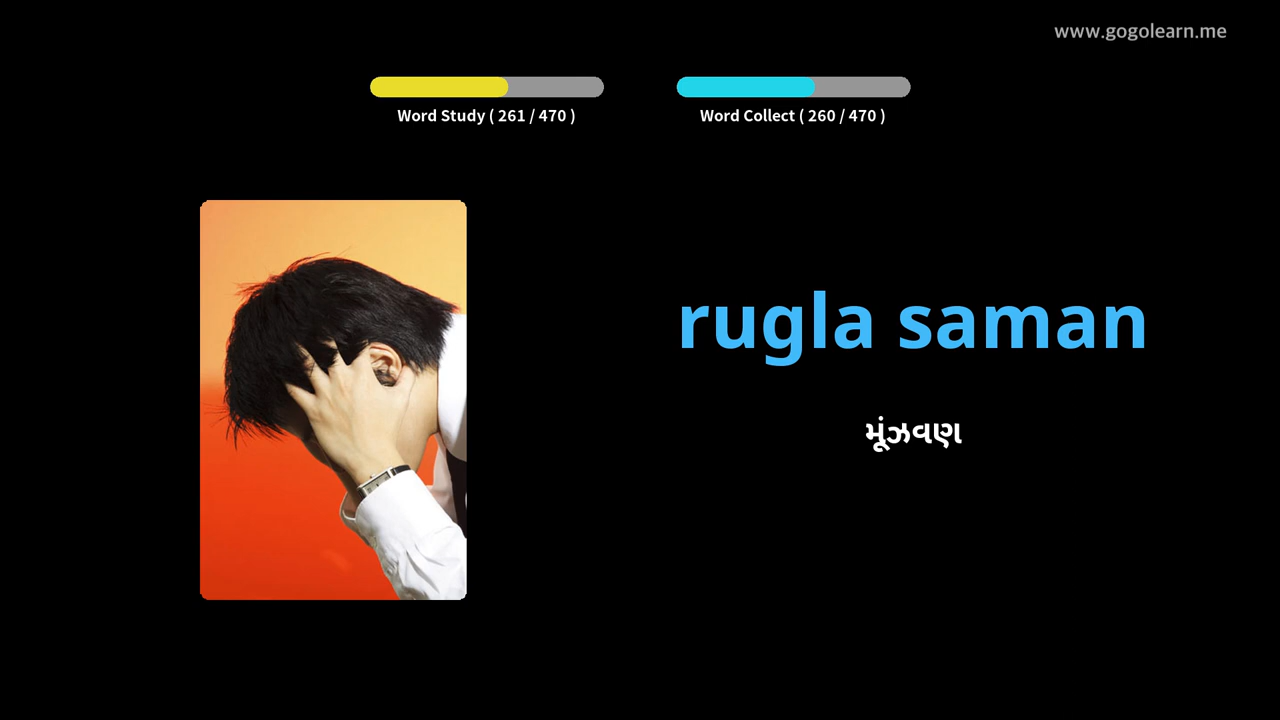 www.gogolearn.me
Word Study ( 261 / 470 )
Word Collect ( 260 / 470 )
rugla saman
મૂંઝવણ